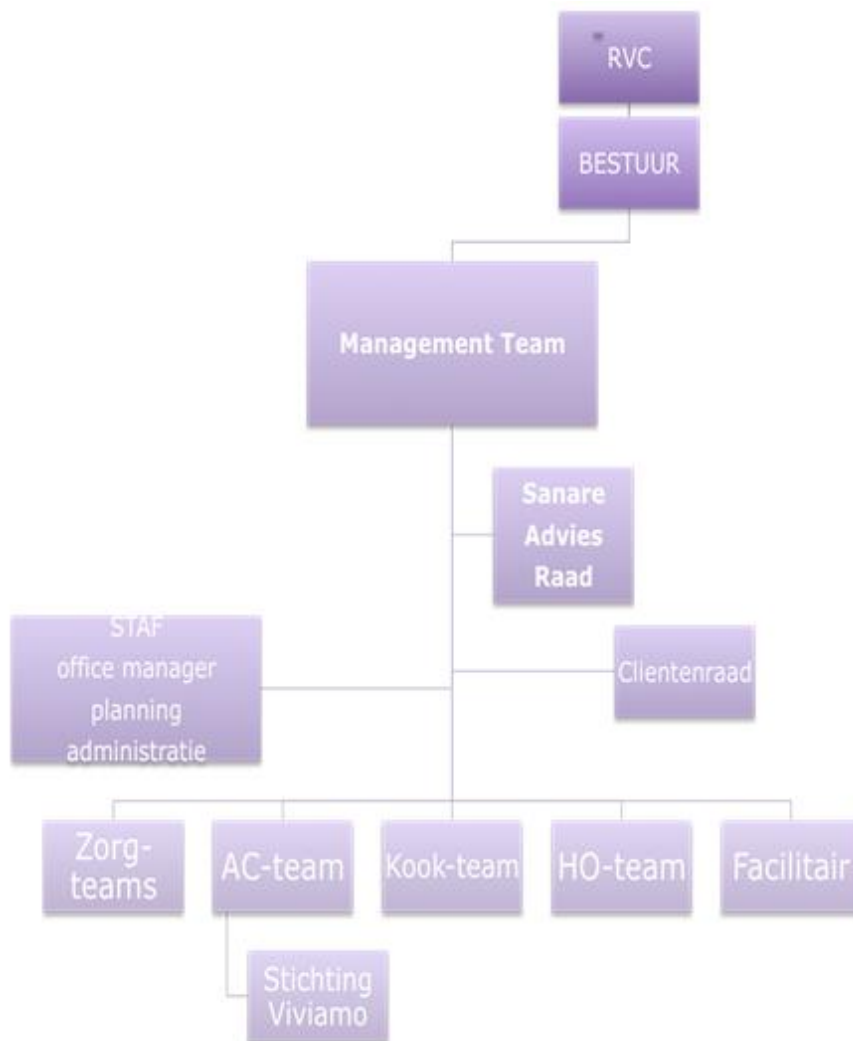 RVC
BESTUUR
Management Team
Sanare
Advies
Raad
STAF
office manager
planning
administratie
Clientenraad
Zorg-
teams
AC-team
Kook-team
HO-team
Facilitair
Stichting
Viviamo